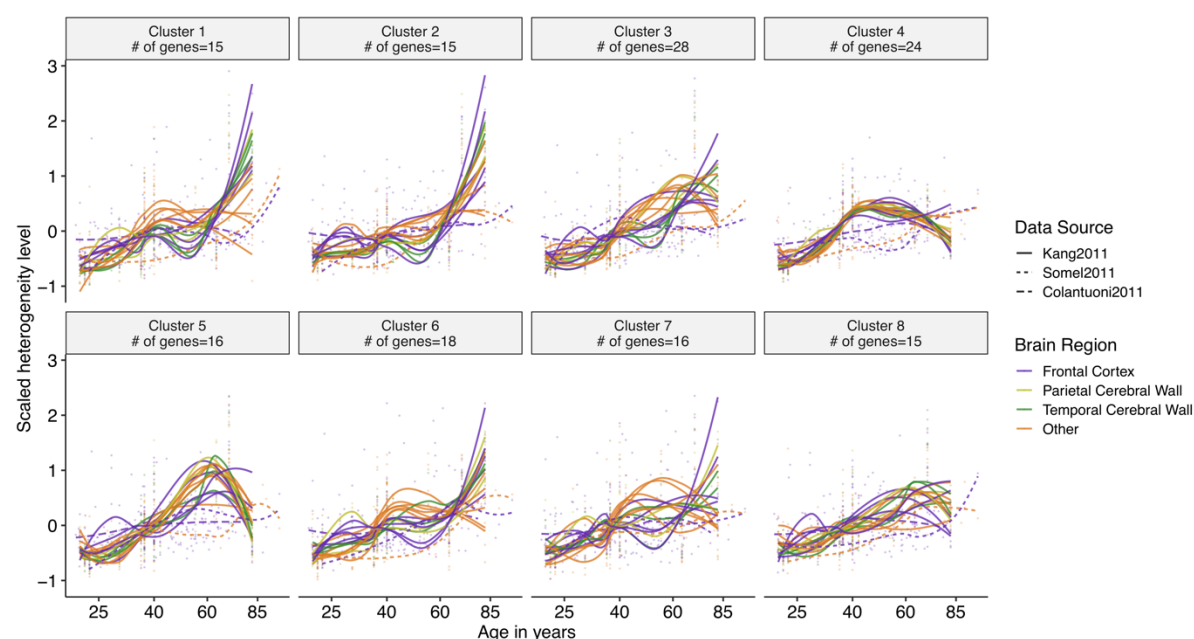 Cluster 1
# of genes=15
Cluster 2
# of genes=15
Cluster 3
# of genes=28
Cluster 4
# of genes=24
3
2
1
0
−1
Cluster 5
# of genes=16
Cluster 6
# of genes=18
Cluster 7
# of genes=16
Cluster 8
# of genes=15
3
2
1
0
−1
25 40 60 85
25 40 60 85
25 40 60 85
25 40 60 85
Scaled heterogeneity level
Age in years
Data Source
Kang2011
Somel2011
Colantuoni2011
Brain Region
Frontal Cortex
Parietal Cerebral Wall
Temporal Cerebral Wall
Other